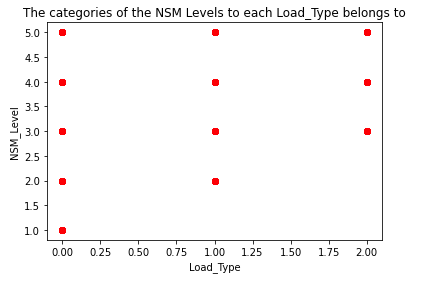 The categories of the NSM Levels to each Load_Type belongs to
5.0
4.5
4.0
3.5
3.0
2.5
2.0
1.5
1.0
NSM_Level
0.00 0.25 0.50 0.75 1.00 1.25 1.50 1.75 2.00
Load_Type